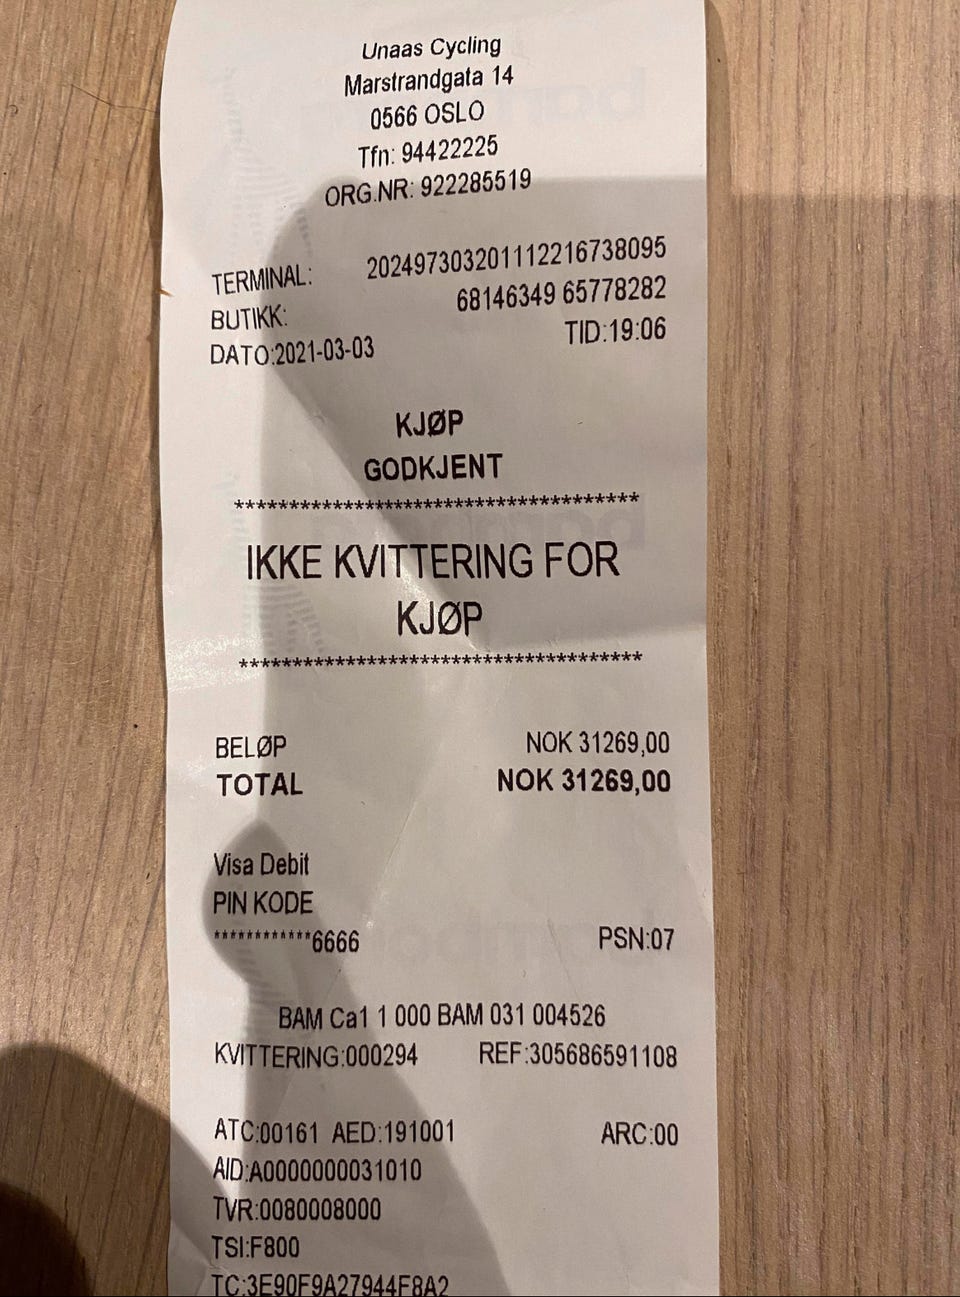 Unaas Cycling
Marstrandgata 14
0566 OSLO
Tfn: 94422225
ORG.NR: 922285519
TERMINAL: 202497303201112216738095
BUTIKK: 68146349 65778282
DATO:2021-03-03 TID:19:06
KJØP
GODKJENT
***************************************
IKKE KVITTERING FOR
KJØP
***************************************
BELØP NOK 31269,00
TOTAL NOK 31269,00
Visa Debit
PIN KODE
************6666 PSN:07
BAM Ca1 1 000 BAM 031 004526
KVITTERING:000294 REF:305686591108
ATC:00161 AED:191001 ARC:00
AID:A0000000031010
TVR:0080008000
TSI:F800
TC:3E90F9A27944F8A2